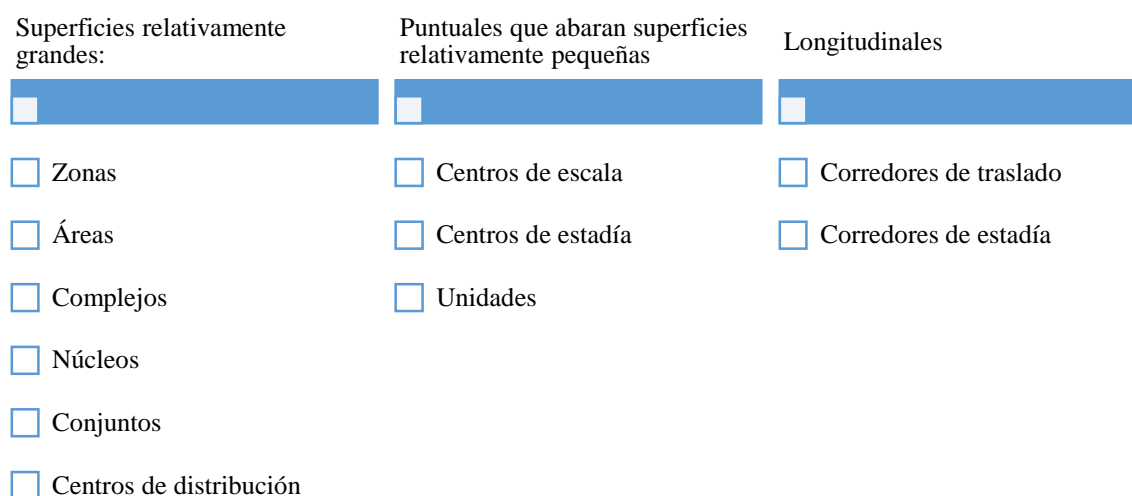 Superficies relativamente
grandes:
Zonas
Áreas
Complejos
Núcleos
Conjuntos
Centros de distribución
Puntuales que abaran superficies
relativamente pequeñas
Centros de escala
Centros de estadía
Unidades
Longitudinales
Corredores de traslado
Corredores de estadía